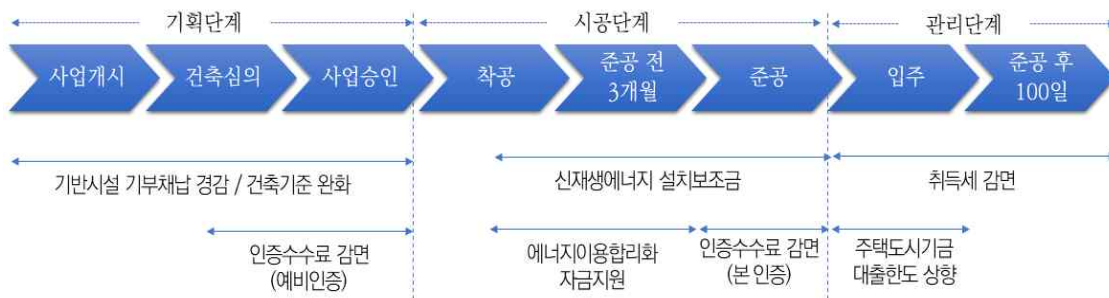 기획단계
시공단계
관리단계
사업개시
건축심의
사업승인
착공
준공 전
3개월
준공
입주
준공 후
100일
기반시설 기부채납 경감 / 건축기준 완화
신재생에너지 설치보조금
취득세 감면
인증수수료 감면
(예비인증)
에너지이용합리화
자금지원
인증수수료 감면
(본 인증)
주택도시기금
대출한도 상향